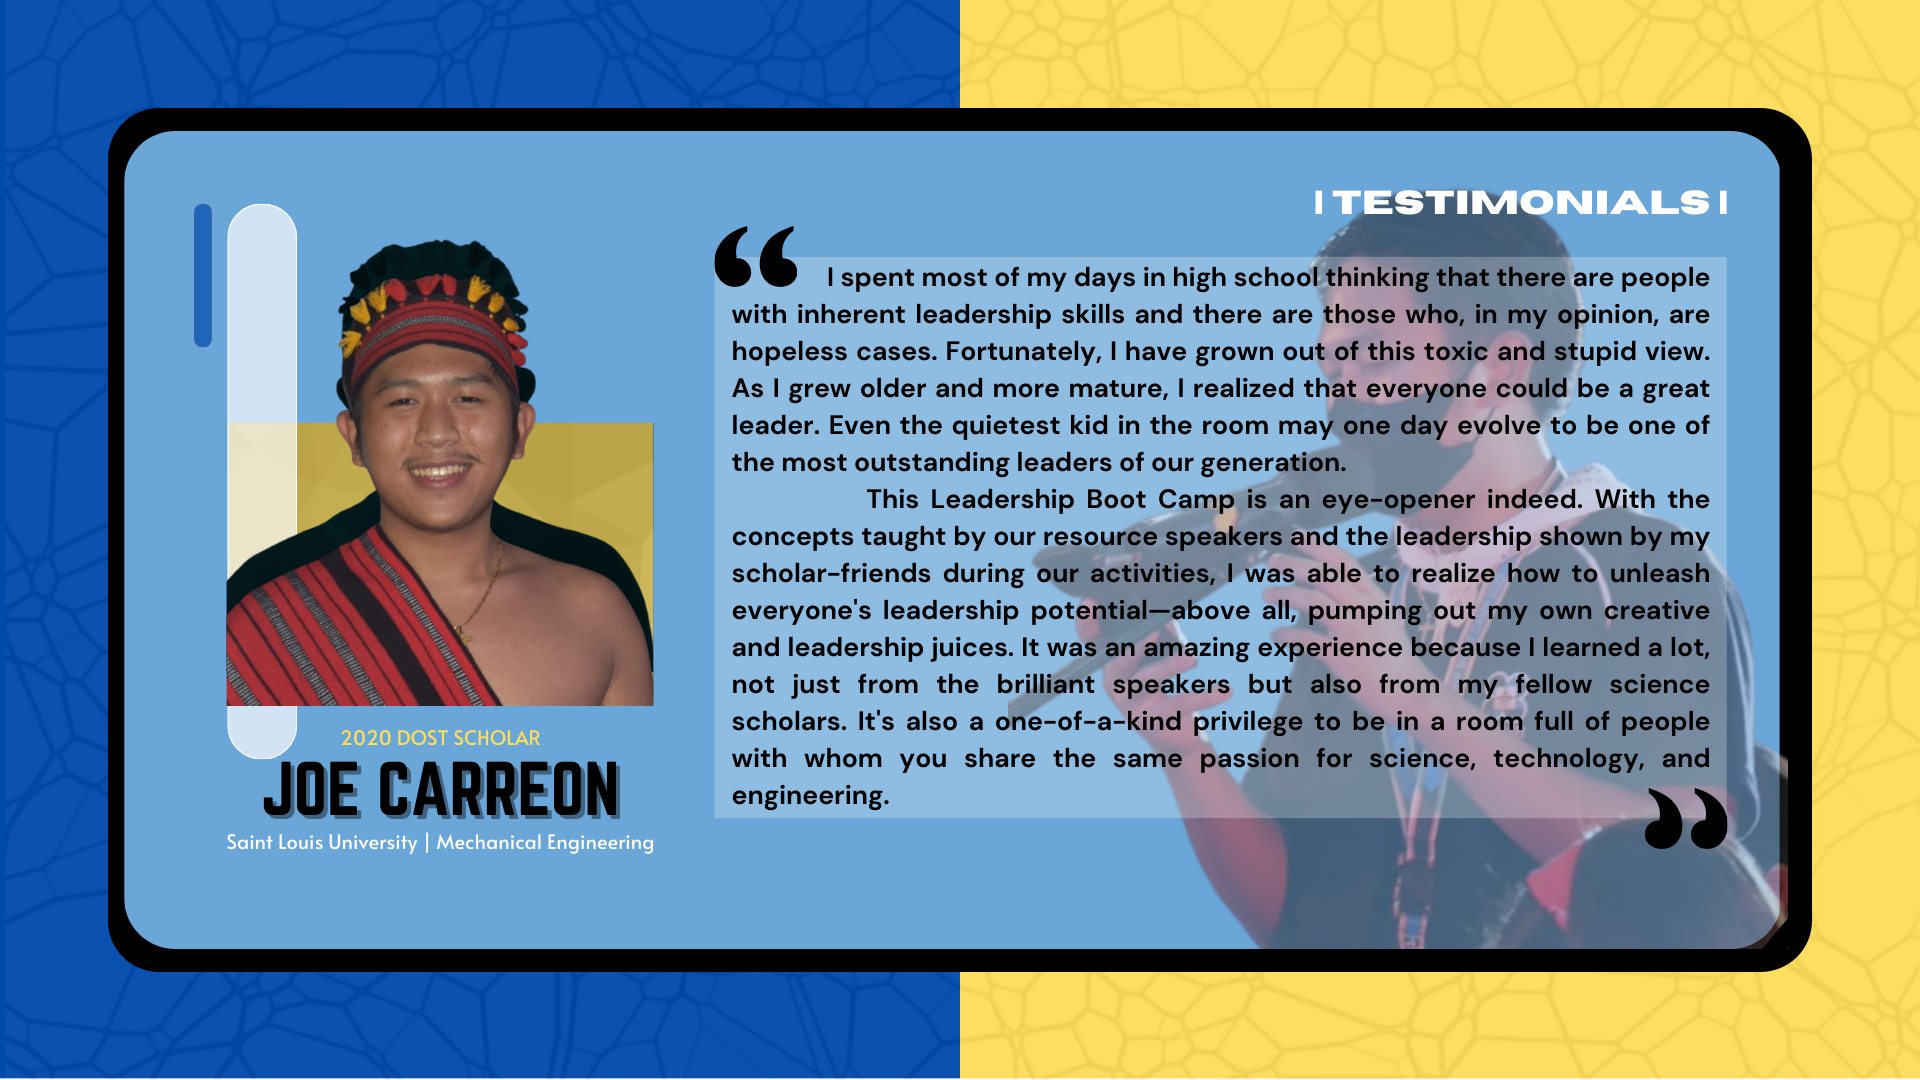 | TESTIMONIALS |
I spent most of my days in high school thinking that there are people
with inherent leadership skills and there are those who, in my opinion, are
hopeless cases. Fortunately, I have grown out of this toxic and stupid view.
As I grew older and more mature, I realized that everyone could be a great
leader. Even the quietest kid in the room may one day evolve to be one of
the most outstanding leaders of our generation.
This Leadership Boot Camp is an eye-opener indeed. With the
concepts taught by our resource speakers and the leadership shown by my
scholar-friends during our activities, I was able to realize how to unleash
everyone's leadership potential—above all, pumping out my own creative
and leadership juices. It was an amazing experience because I learned a lot,
not just from the brilliant speakers but also from my fellow science
scholars. It's also a one-of-a-kind privilege to be in a room full of people
with whom you share the same passion for science, technology, and
engineering.
2020 DOST SCHOLAR
JOE CARREON
Saint Louis University | Mechanical Engineering